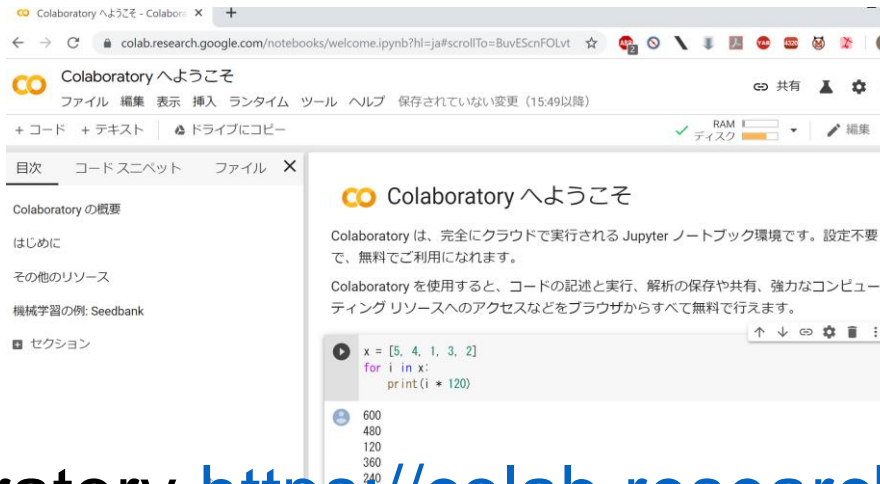 Colaboratory へようこそ - Colabora
colab.research.google.com/notebooks/welcome.ipynb?hl=ja#scrollTo=BuvEScnFOLvt
Colaboratory へようこそ
共有
ファイル 編集 表示 挿入 ランタイム ツール ヘルプ 保存されていない変更（15:49以降）
+ コード + テキスト ドライブにコピー
RAM
ディスク
編集
目次 コード スニペット ファイル
Colaboratory の概要
はじめに
その他のリソース
機械学習の例: Seedbank
セクション
Colaboratory へようこそ
Colaboratory は、完全にクラウドで実行される Jupyter ノートブック環境です。設定不要
で、無料でご利用になれます。
Colaboratory を使用すると、コードの記述と実行、解析の保存や共有、強力なコンピュー
ティング リソースへのアクセスなどをブラウザからすべて無料で行えます。
x = [5, 4, 1, 3, 2]
for i in x:
    print(i * 120)
600
480
120
360
240
ratory https://colab.research